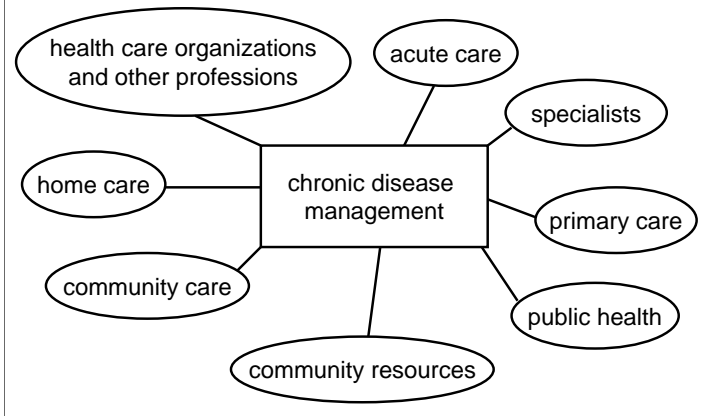 health care organizations
and other professions
acute care
specialists
home care
chronic disease
management
primary care
community care
public health
community resources